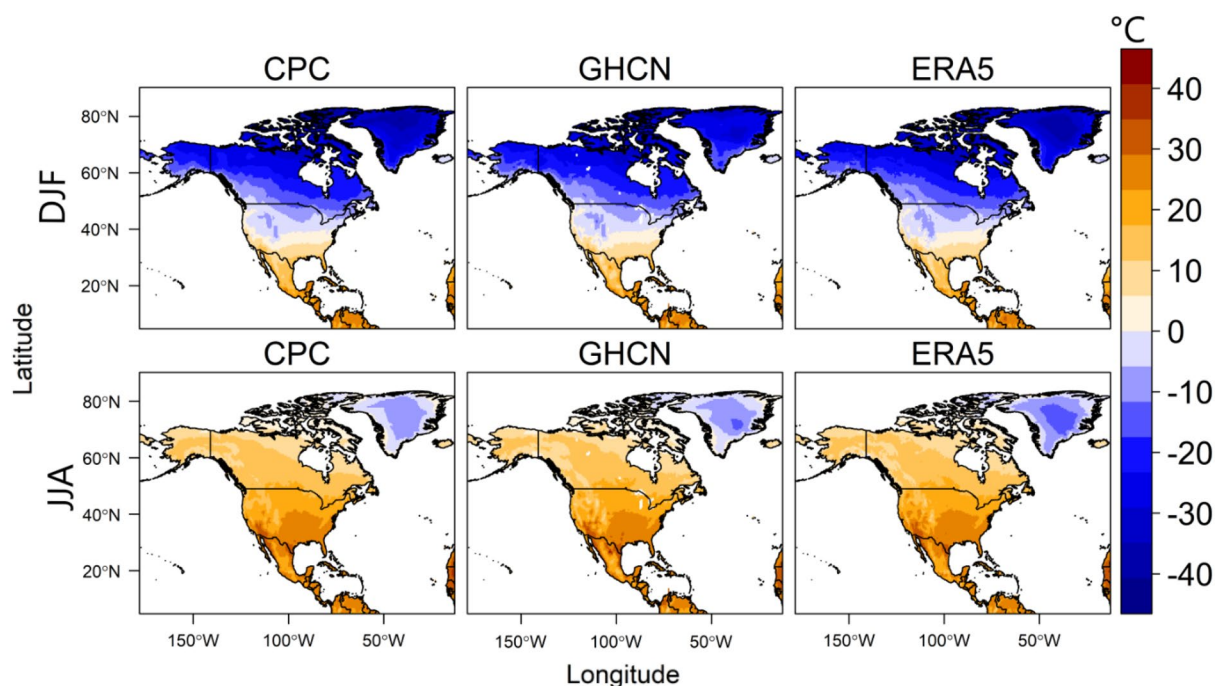 °C
CPC GHCN ERA5
80°N
60°N
40°N
20°N
DJF
CPC GHCN ERA5
80°N
60°N
40°N
20°N
JJA
Latitude
150°W 100°W 50°W 150°W 100°W 50°W 150°W 100°W 50°W
Longitude
40
30
20
10
0
-10
-20
-30
-40